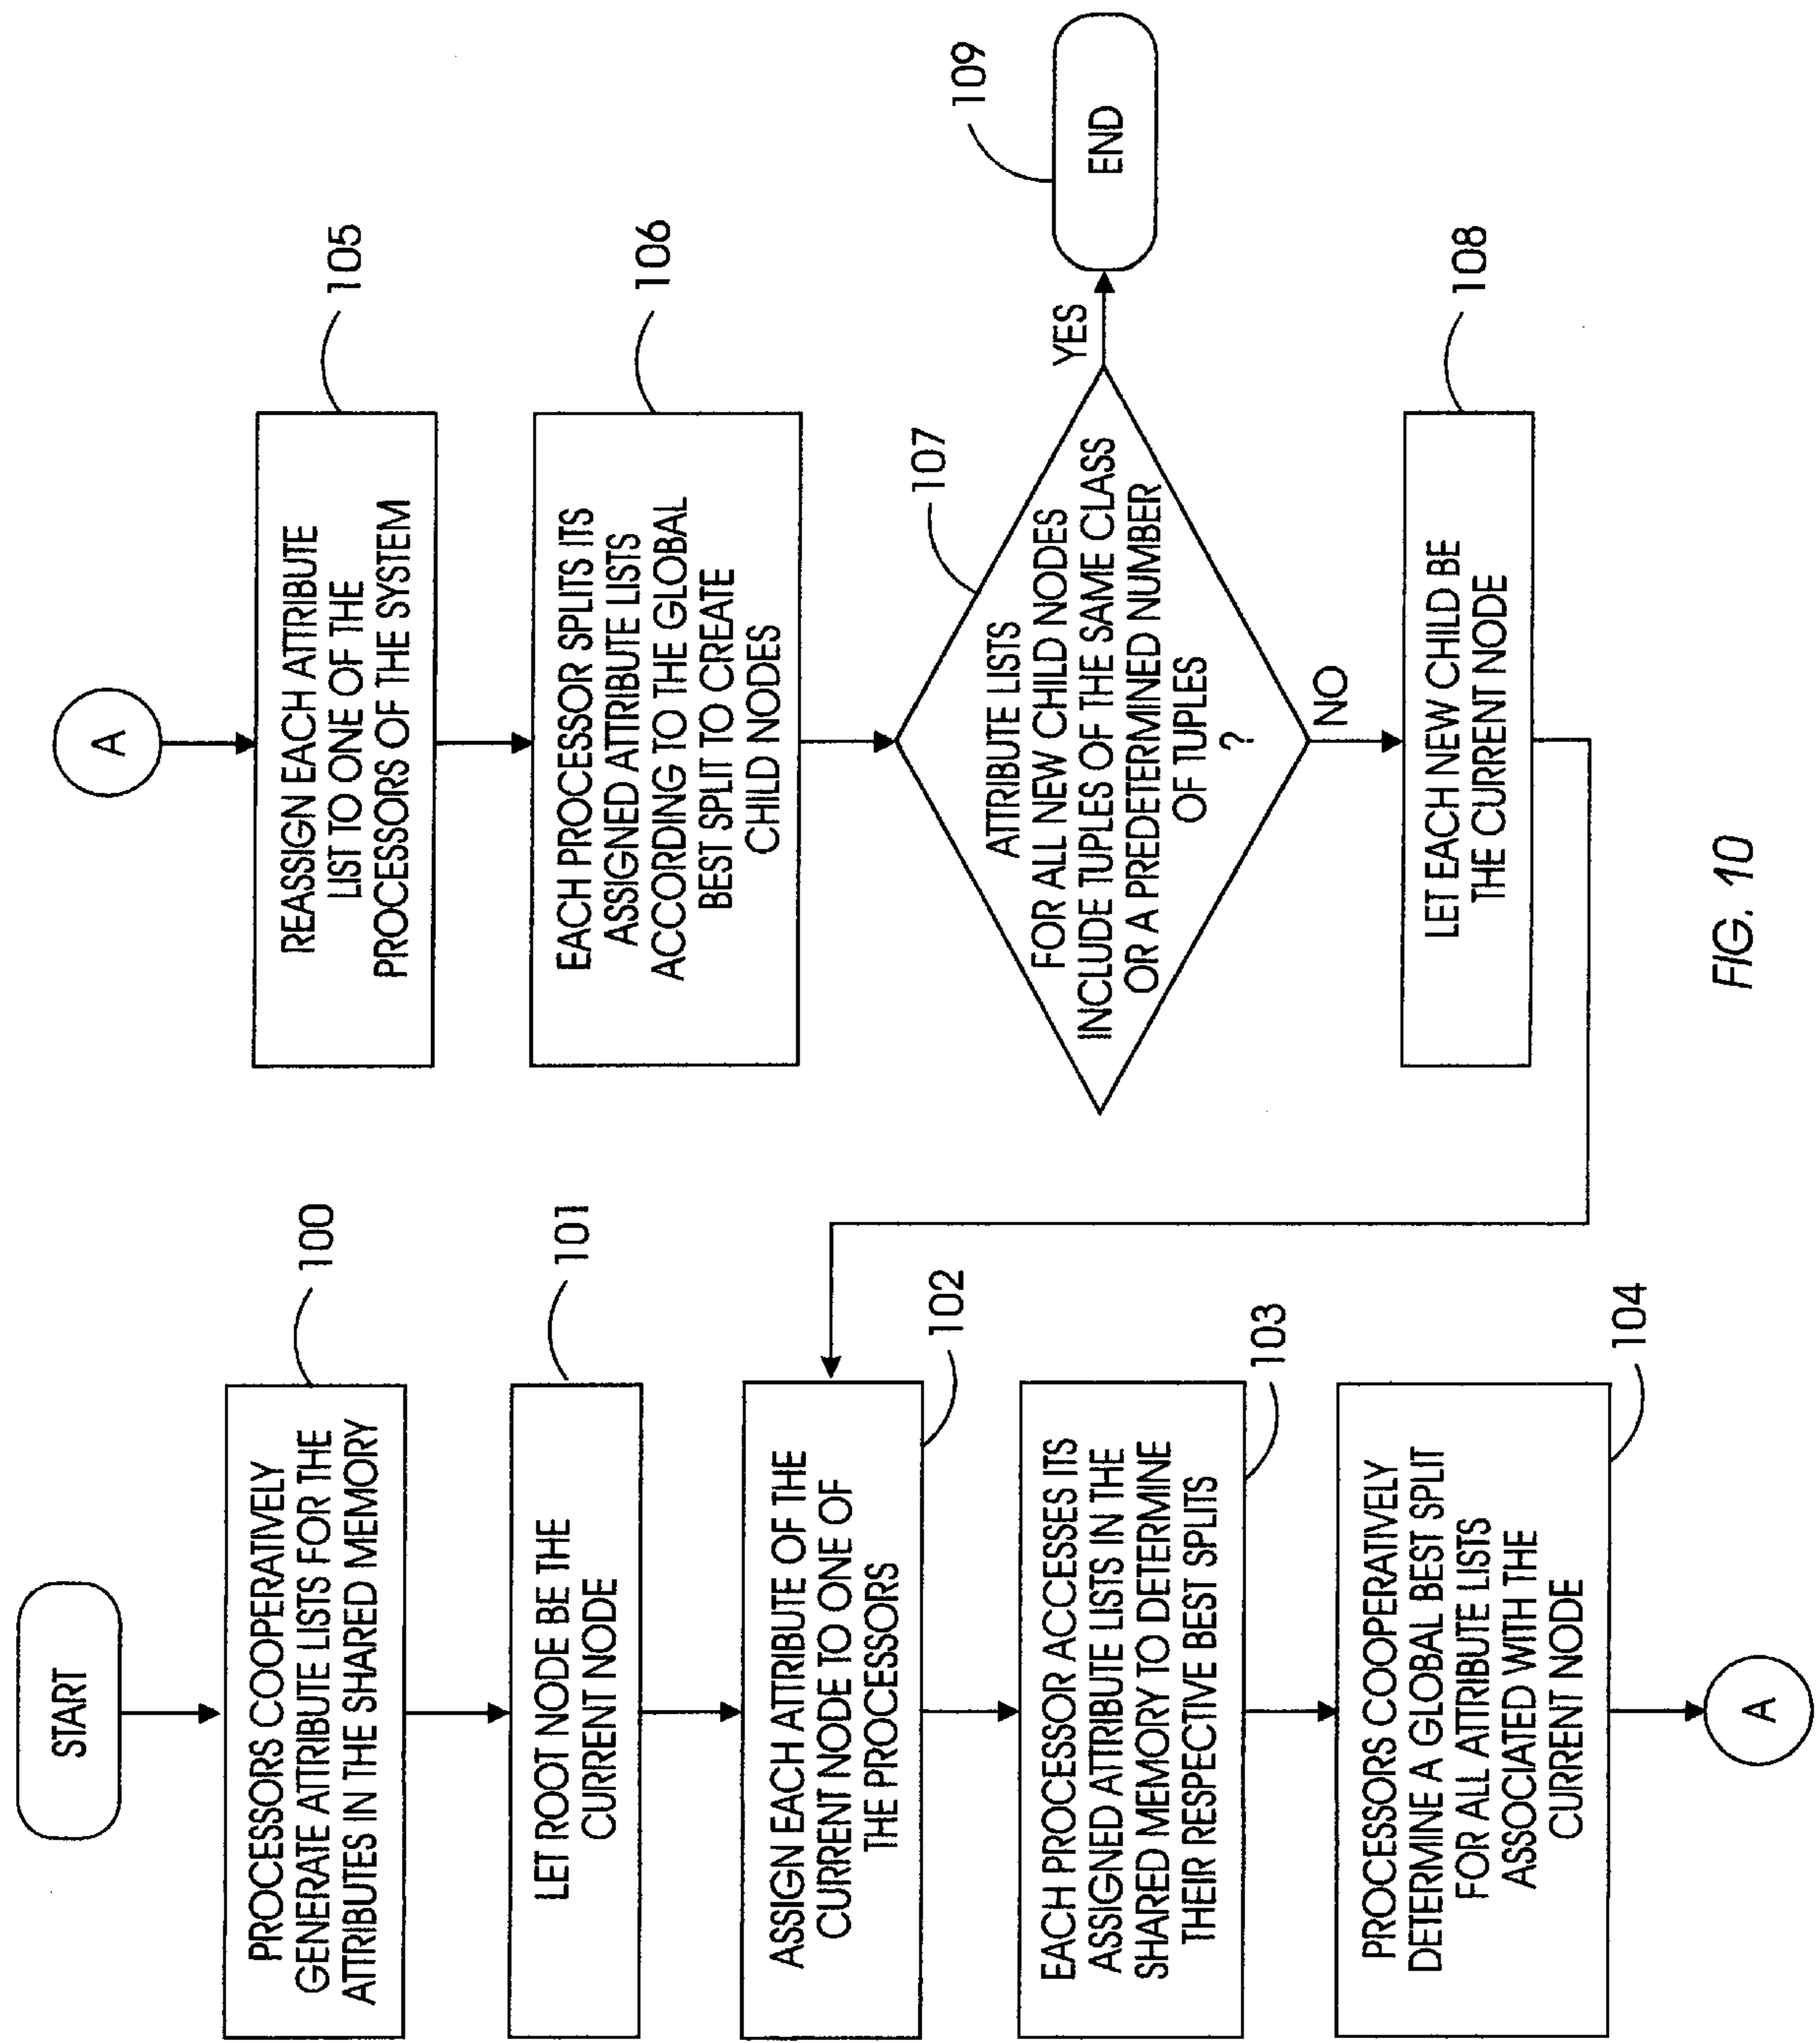 START
PROCESSORS COOPERATIVELY
GENERATE ATTRIBUTE LISTS FOR THE
ATTRIBUTES IN THE SHARED MEMORY
100
LET ROOT NODE BE THE
CURRENT NODE
101
ASSIGN EACH ATTRIBUTE OF THE
CURRENT NODE TO ONE OF
THE PROCESSORS
102
EACH PROCESSOR ACCESSES ITS
ASSIGNED ATTRIBUTE LISTS IN THE
SHARED MEMORY TO DETERMINE
THEIR RESPECTIVE BEST SPLITS
103
PROCESSORS COOPERATIVELY
DETERMINE A GLOBAL BEST SPLIT
FOR ALL ATTRIBUTE LISTS
ASSOCIATED WITH THE
CURRENT NODE
104
A
A
REASSIGN EACH ATTRIBUTE
LIST TO ONE OF THE
PROCESSORS OF THE SYSTEM
105
EACH PROCESSOR SPLITS ITS
ASSIGNED ATTRIBUTE LISTS
ACCORDING TO THE GLOBAL
BEST SPLIT TO CREATE
CHILD NODES
106
107
ATTRIBUTE LISTS
FOR ALL NEW CHILD NODES
INCLUDE TUPLES OF THE SAME CLASS
OR A PREDETERMINED NUMBER
OF TUPLES
?
YES
END
109
NO
LET EACH NEW CHILD BE
THE CURRENT NODE
108
FIG. 10